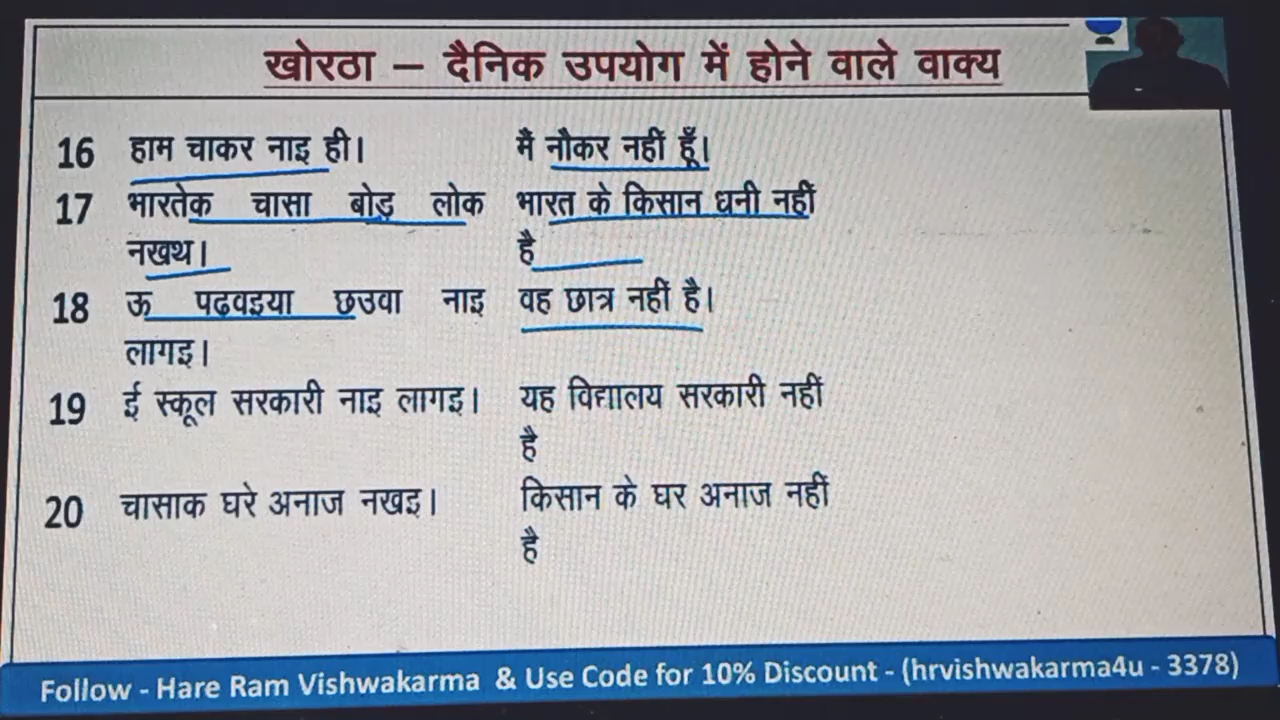 खोरठा – दैनिक उपयोग में होने वाले वाक्य
16 हाम चाकर नाइ ही। मै नौकर नहीं हूँ।
17 भारतेक चासा बोड़ लोक भारत के किसान धनी नहीं
नखथ। है
18 ऊ पढ़वइया छउवा नाइ वह छात्र नहीं है।
लागइ।
19 ई स्कूल सरकारी नाइ लागइ। यह विद्यालय सरकारी नहीं
है
20 चासाक घरे अनाज नखइ। किसान के घर अनाज नहीं
है
Follow - Hare Ram Vishwakarma & Use Code for 10% Discount - (hrvishwakarma4u - 3378)